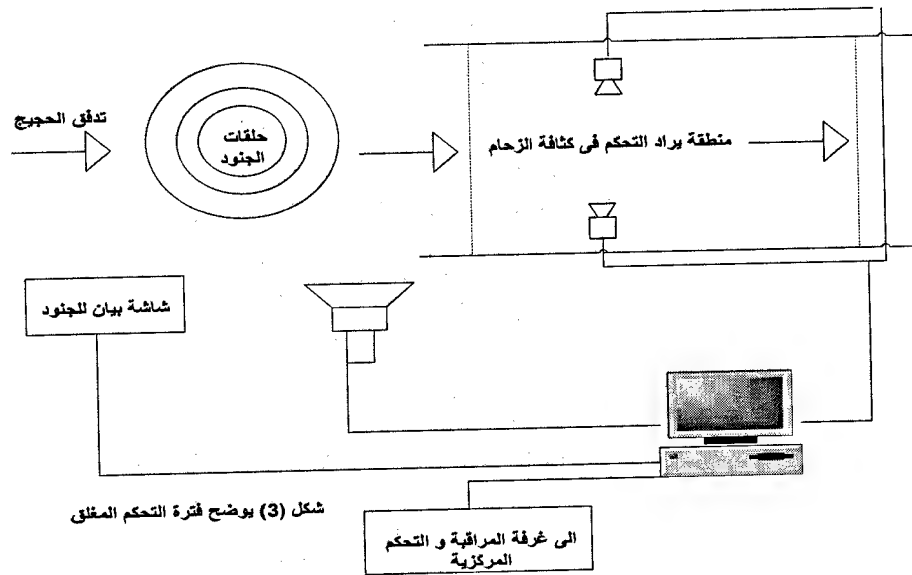 تدفق الحجيج
حلقات
الجنود
منطقة يراد التحكم فى كثافة الزحام
شاشة بيان للجنود
شكل (3) يوضح فترة التحكم المغلق
الى غرفة المراقبة و التحكم
المركزية